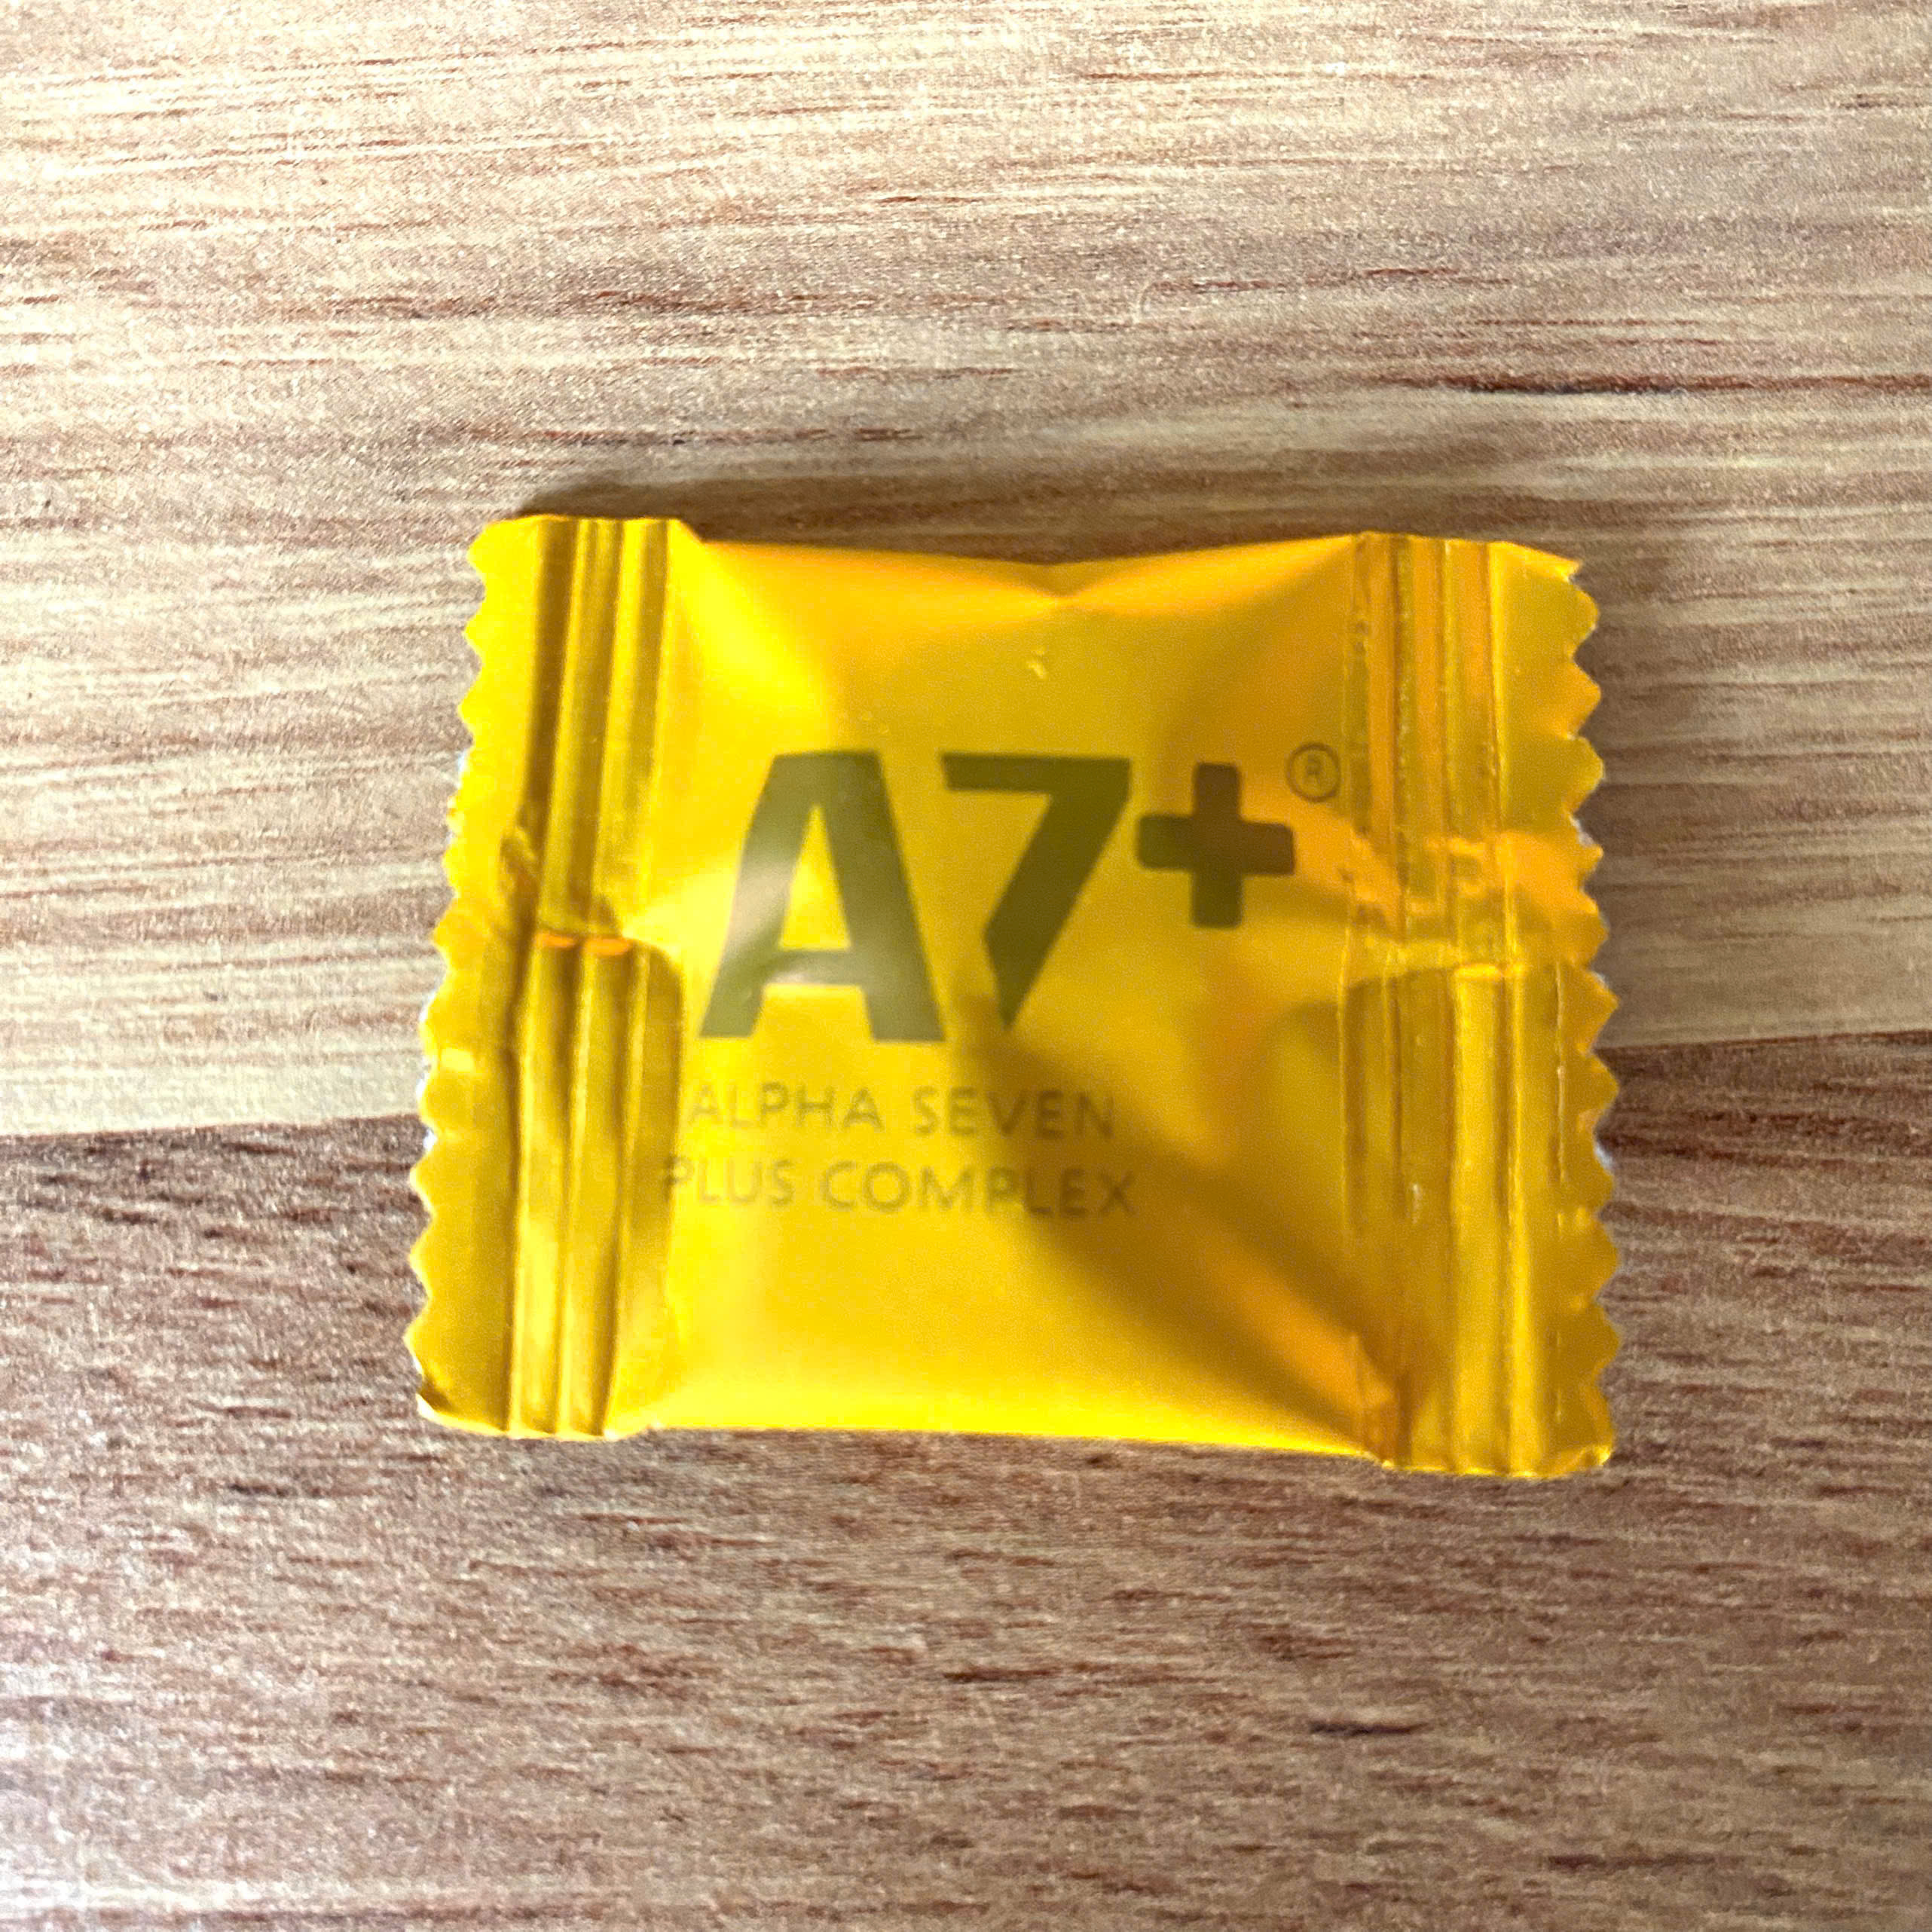 A7+®
ALPHA SEVEN
PLUS COMPLEX